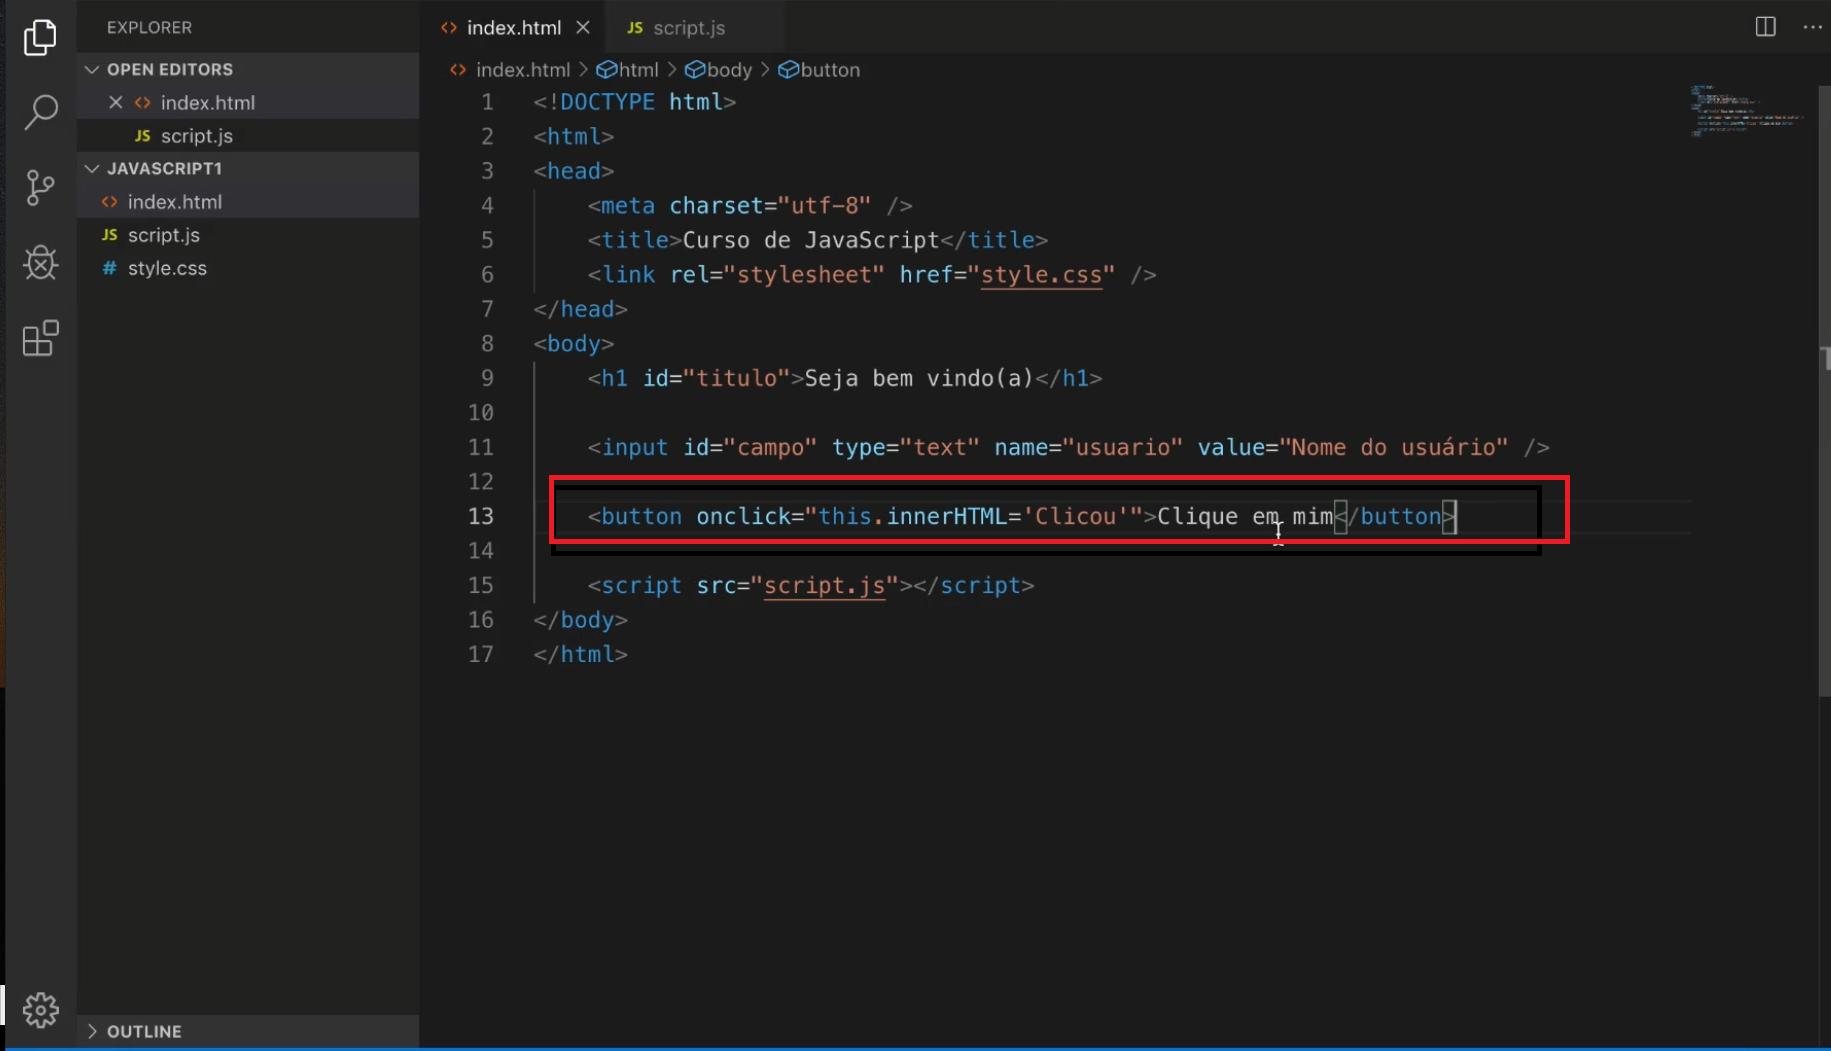 EXPLORER
OPEN EDITORS
index.html
JS script.js
JAVASCRIPT1
index.html
JS script.js
# style.css
OUTLINE
index.html
JS script.js
index.html > html > body > button
1 <!DOCTYPE html>
2 <html>
3 <head>
4 <meta charset="utf-8" />
5 <title>Curso de JavaScript</title>
6 <link rel="stylesheet" href="style.css" />
7 </head>
8 <body>
9 <h1 id="titulo">Seja bem vindo(a)</h1>
10
11 <input id="campo" type="text" name="usuario" value="Nome do usuário" />
12
13 <button onclick="this.innerHTML='Clicou'">Clique em mim</button>
14
15 <script src="script.js"></script>
16 </body>
17 </html>